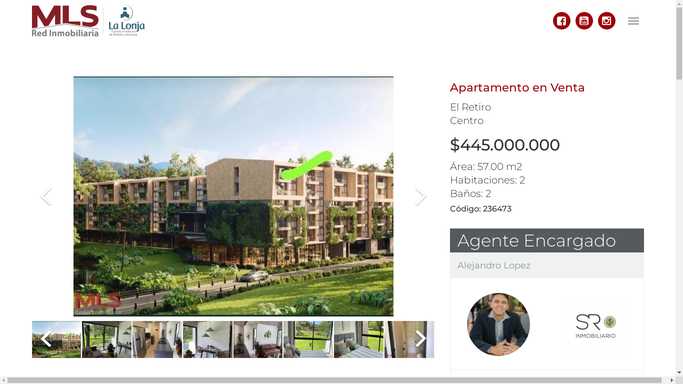 MLS
Red Inmobiliaria
La Lonja
Apartamento en Venta
El Retiro
Centro
$445.000.000
Área: 57.00 m2
Habitaciones: 2
Baños: 2
Código: 236473
MLS
Agente Encargado
Alejandro Lopez
SR
INMOBILIARIO